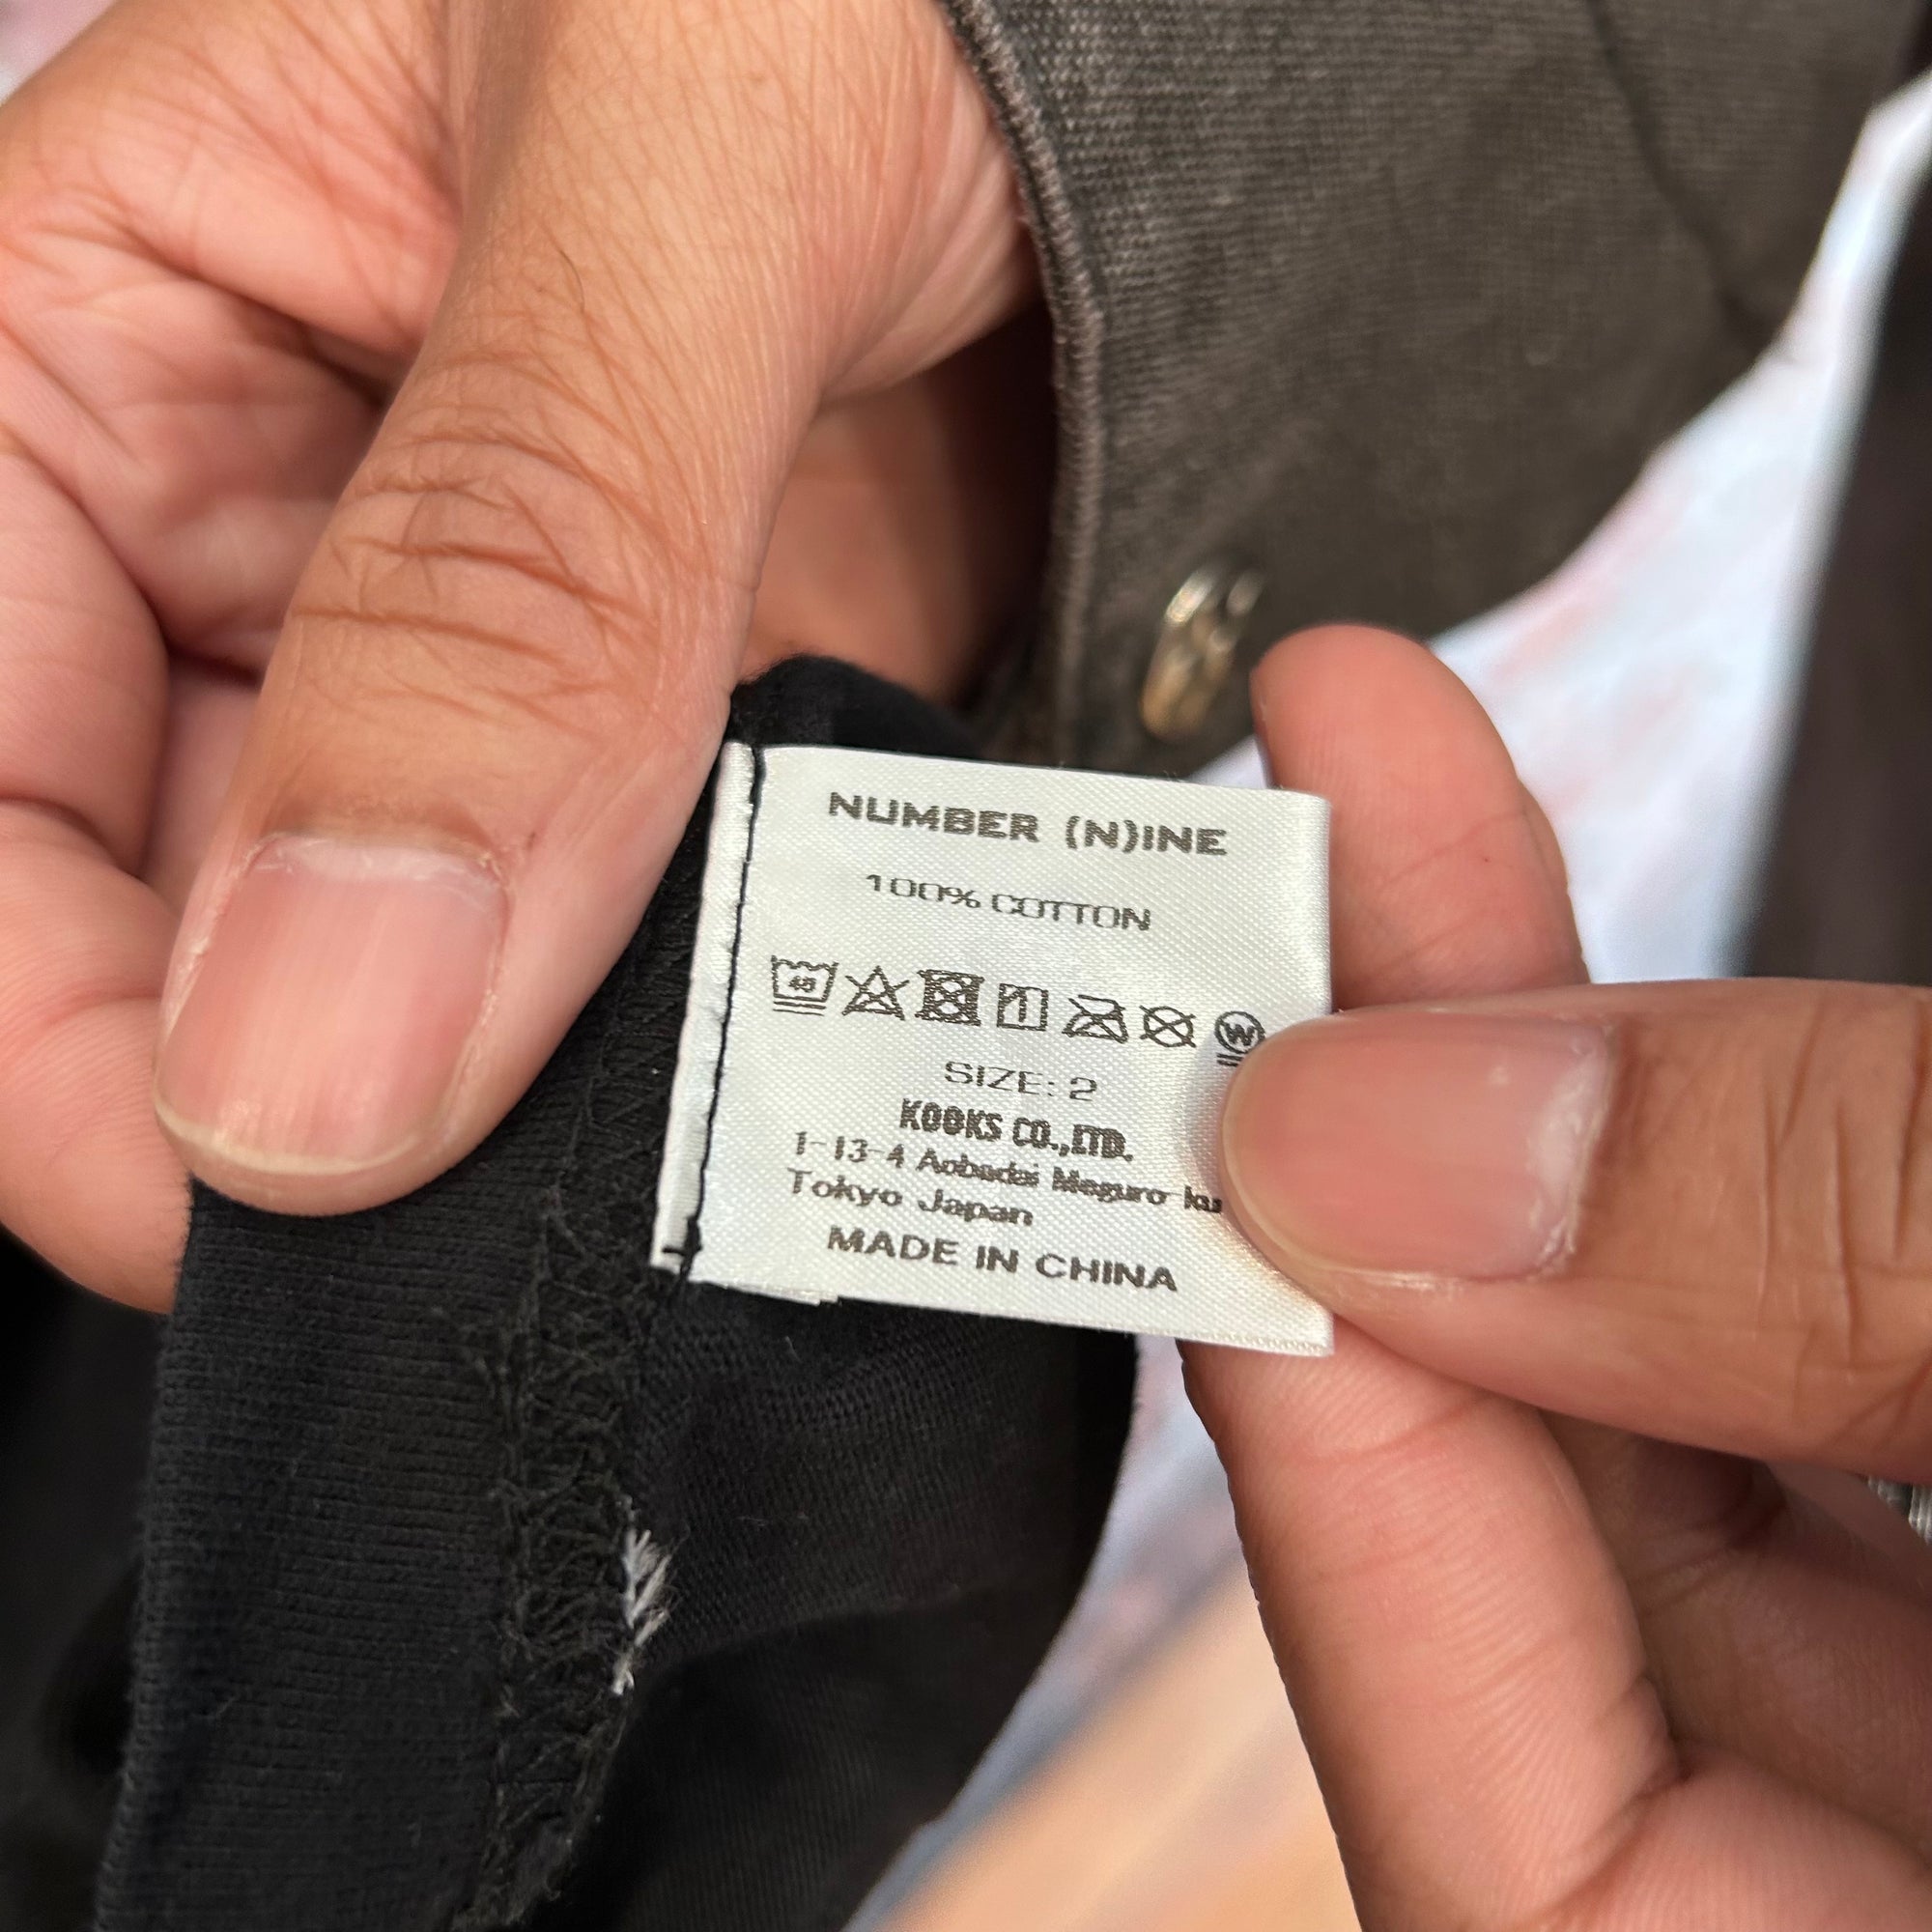 NUMBER (N)INE
100% COTTON
40 W
SIZE: 2
KOOKS CO.,LTD.
1-13-4 Aobadai Meguro ku
Tokyo Japan
MADE IN CHINA